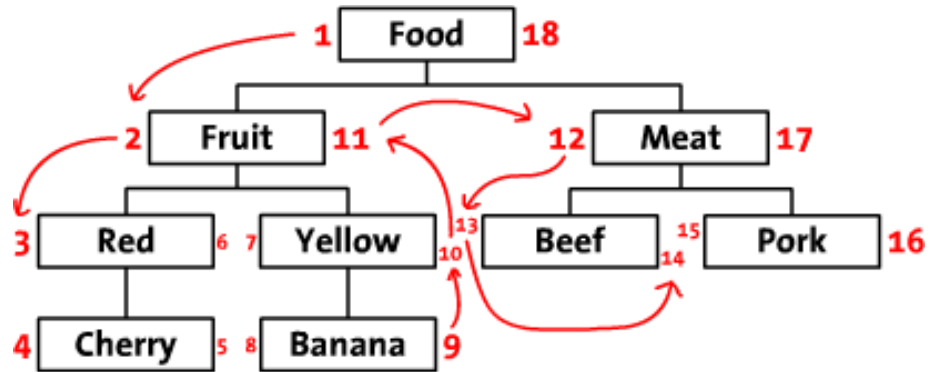 1 Food 18
2 Fruit 11 12 Meat 17
3 Red 6 7 Yellow 10 13 Beef 14 15 Pork 16
4 Cherry 5 8 Banana 9